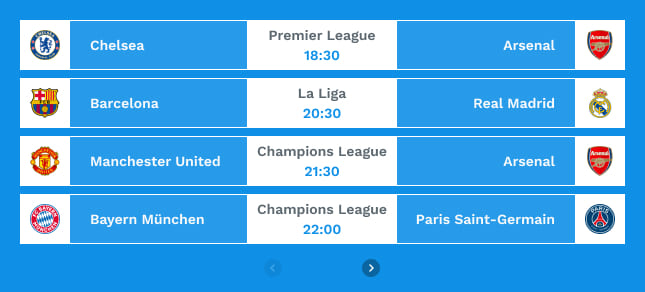 Chelsea
Premier League
18:30
Arsenal
Barcelona
La Liga
20:30
Real Madrid
Manchester United
Champions League
21:30
Arsenal
Bayern München
Champions League
22:00
Paris Saint-Germain